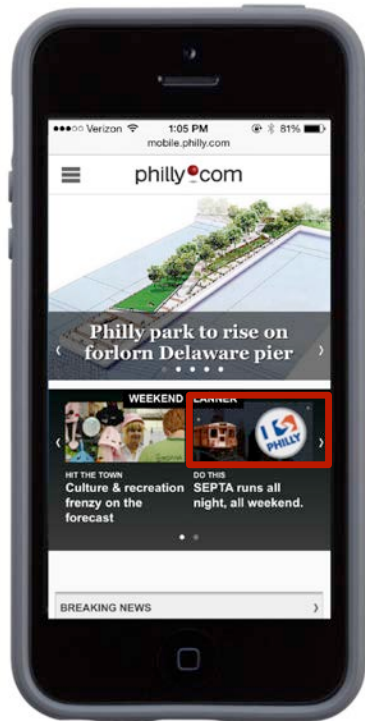 Verizon 1:05 PM 81%
mobile.philly.com
philly com
Philly park to rise on
forlorn Delaware pier
WEEKEND LANNER
I PHILLY
HIT THE TOWN
Culture & recreation
frenzy on the
forecast
DO THIS
SEPTA runs all
night, all weekend.
BREAKING NEWS